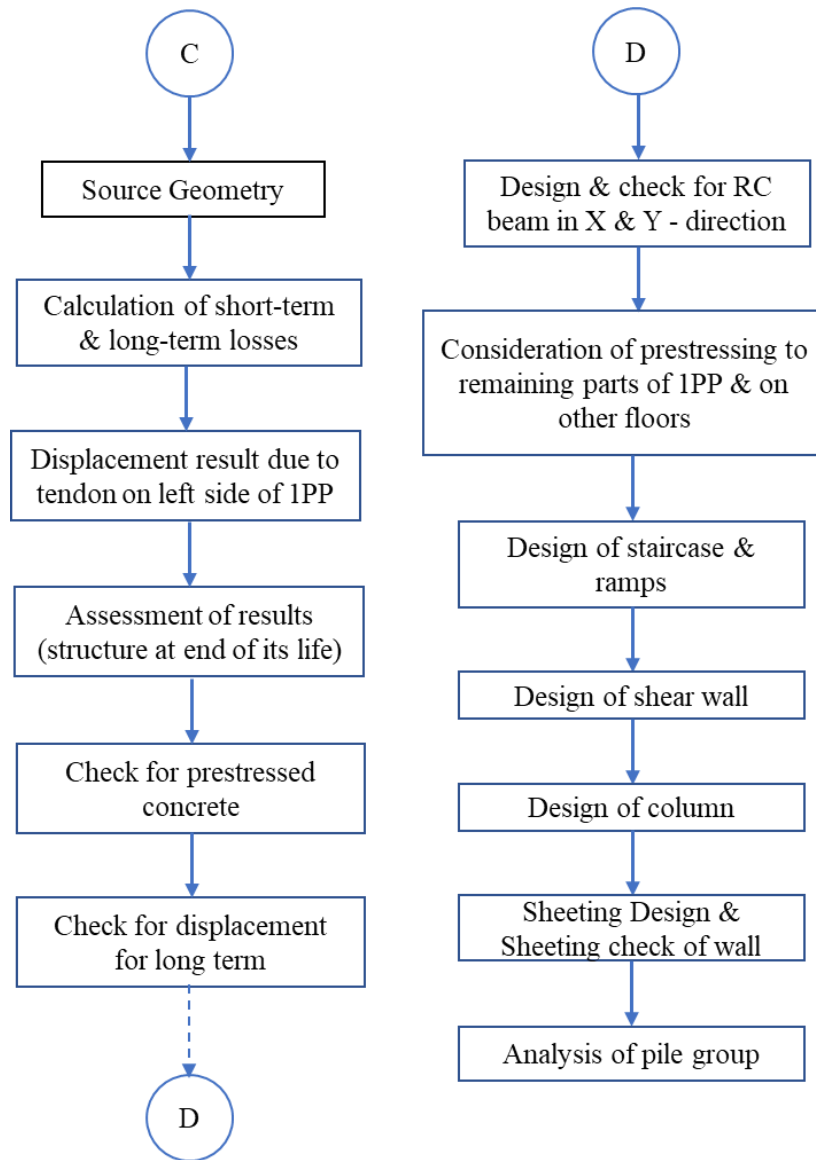 C
Source Geometry
Calculation of short-term
& long-term losses
Displacement result due to
tendon on left side of 1PP
Assessment of results
(structure at end of its life)
Check for prestressed
concrete
Check for displacement
for long term
D
D
Design & check for RC
beam in X & Y - direction
Consideration of prestressing to
remaining parts of 1PP & on
other floors
Design of staircase &
ramps
Design of shear wall
Design of column
Sheeting Design &
Sheeting check of wall
Analysis of pile group